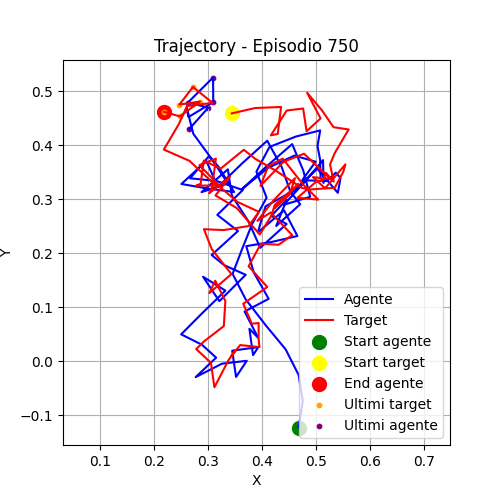 Trajectory - Episodio 750
Y
0.5
0.4
0.3
0.2
0.1
0.0
−0.1
0.1
0.2
0.3
0.4
0.5
0.6
0.7
X
Agente
Target
Start agente
Start target
End agente
Ultimi target
Ultimi agente